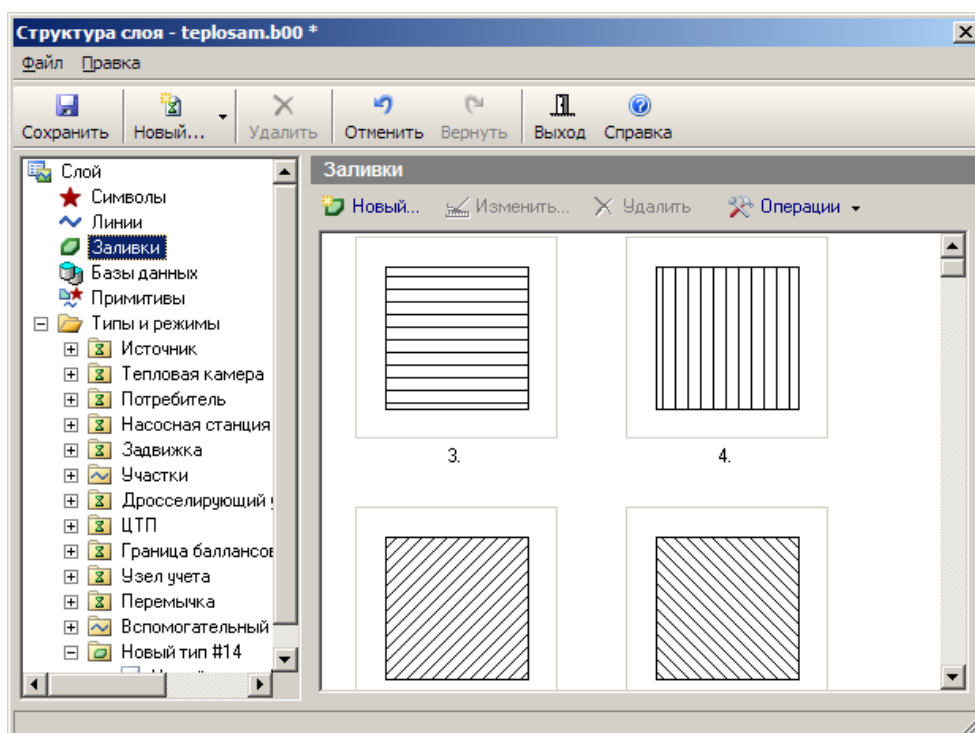 Структура слоя - teplosam.b00 *
Файл Правка
Сохранить Новый... Удалить Отменить Вернуть Выход Справка
Слой
Символы
Линии
Заливки
Базы данных
Примитивы
Типы и режимы
Источник
Тепловая камера
Потребитель
Насосная станция
Задвижка
Участки
Дросселирующий
ЦТП
Граница баллансов
Узел учета
Перемычка
Вспомогательный
Новый тип #14
Заливки
Новый... Изменить... Удалить Операции
3. 4.